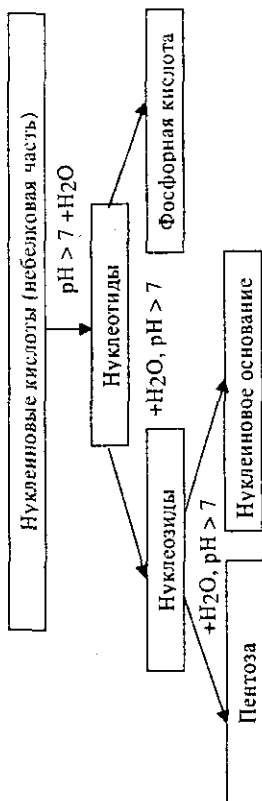 Нуклеиновые кислоты (небелковая часть)
pH > 7 +H2O
Нуклеотиды
+H2O, pH > 7
Фосфорная кислота
Нуклеозиды
+H2O, pH > 7
Пентоза
Нуклеиновое основание